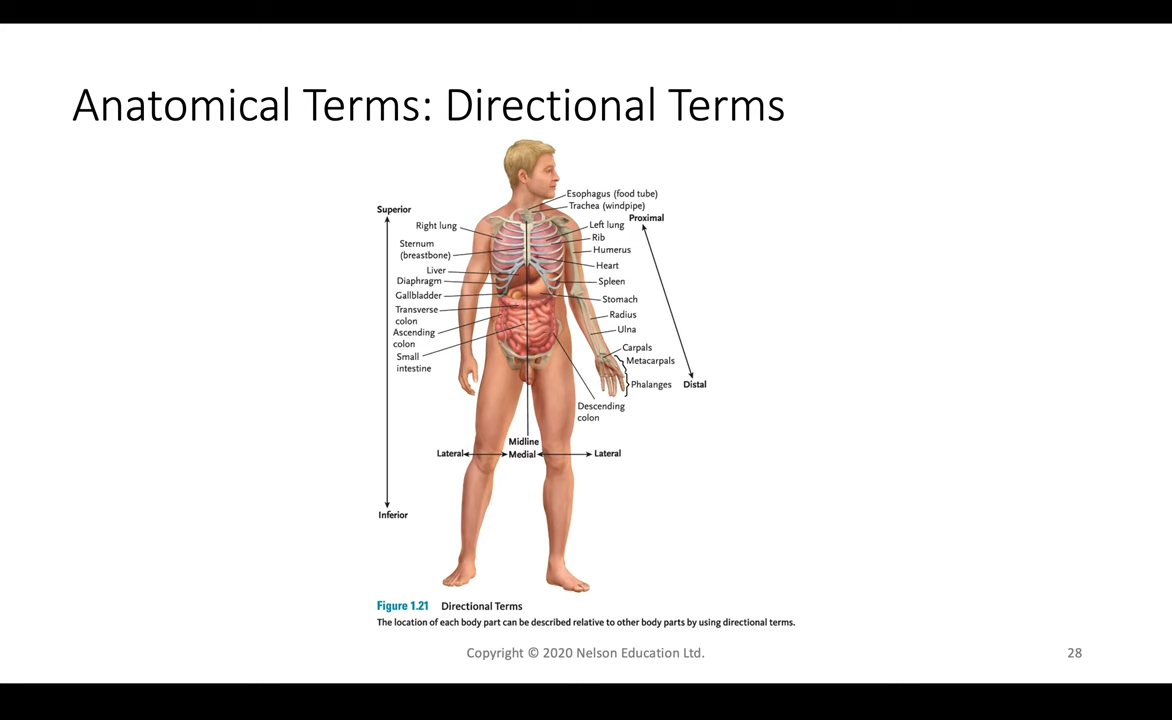 Anatomical Terms: Directional Terms
Superior
Right lung
Sternum
(breastbone)
Liver
Diaphragm
Gallbladder
Transverse
colon
Ascending
colon
Small
intestine
Inferior
Esophagus (food tube)
Trachea (windpipe)
Proximal
Left lung
Rib
Humerus
Heart
Spleen
Stomach
Radius
Ulna
Carpals
Metacarpals
Phalanges
Distal
Descending
colon
Midline
Lateral Medial Lateral
Figure 1.21 Directional Terms
The location of each body part can be described relative to other body parts by using directional terms.
Copyright © 2020 Nelson Education Ltd.
28